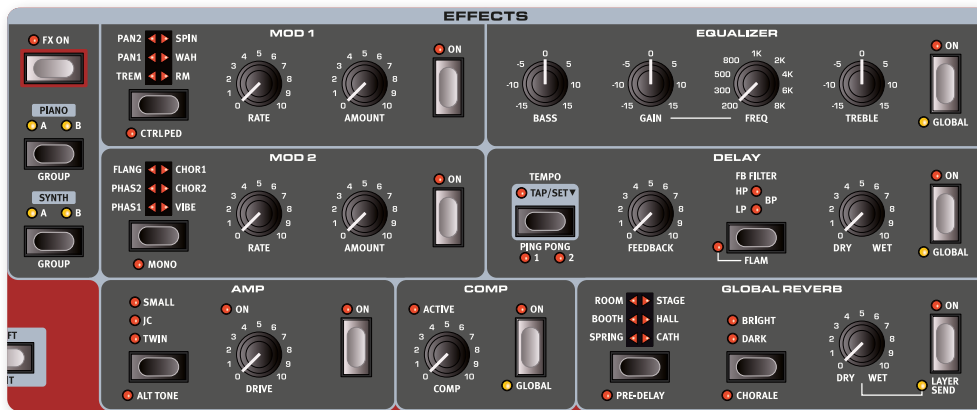 EFFECTS
FX ON
PIANO
A B
GROUP
SYNTH
A B
GROUP
MOD 1
PAN2 SPIN
PAN1 WAH
TREM RM
CTRLPED
0 1 2 3 4 5 6 7 8 9 10
RATE
0 1 2 3 4 5 6 7 8 9 10
AMOUNT
ON
EQUALIZER
-15 -10 -5 0 5 10 15
BASS
-15 -10 -5 0 5 10 15
GAIN
200 300 800 1K 2K 4K 6K 8K
FREQ
-15 -10 -5 0 5 10 15
TREBLE
ON
GLOBAL
MOD 2
FLANG CHOR1
PHAS2 CHOR2
PHAS1 VIBE
MONO
0 1 2 3 4 5 6 7 8 9 10
RATE
0 1 2 3 4 5 6 7 8 9 10
AMOUNT
ON
DELAY
TEMPO
TAP/SET▼
PING PONG
1 2
0 1 2 3 4 5 6 7 8 9 10
FEEDBACK
FB FILTER
HP
BP
LP
FLAM
0 1 2 3 4 5 6 7 8 9 10
DRY WET
ON
GLOBAL
AMP
SMALL
JC
TWIN
ALT TONE
ON
0 1 2 3 4 5 6 7 8 9 10
DRIVE
COMP
ACTIVE
0 1 2 3 4 5 6 7 8 9 10
COMP
ON
GLOBAL
GLOBAL REVERB
ROOM STAGE
BOOTH HALL
SPRING CATH
PRE-DELAY
BRIGHT
DARK
CHORALE
0 1 2 3 4 5 6 7 8 9 10
DRY WET
ON
LAYER
SEND